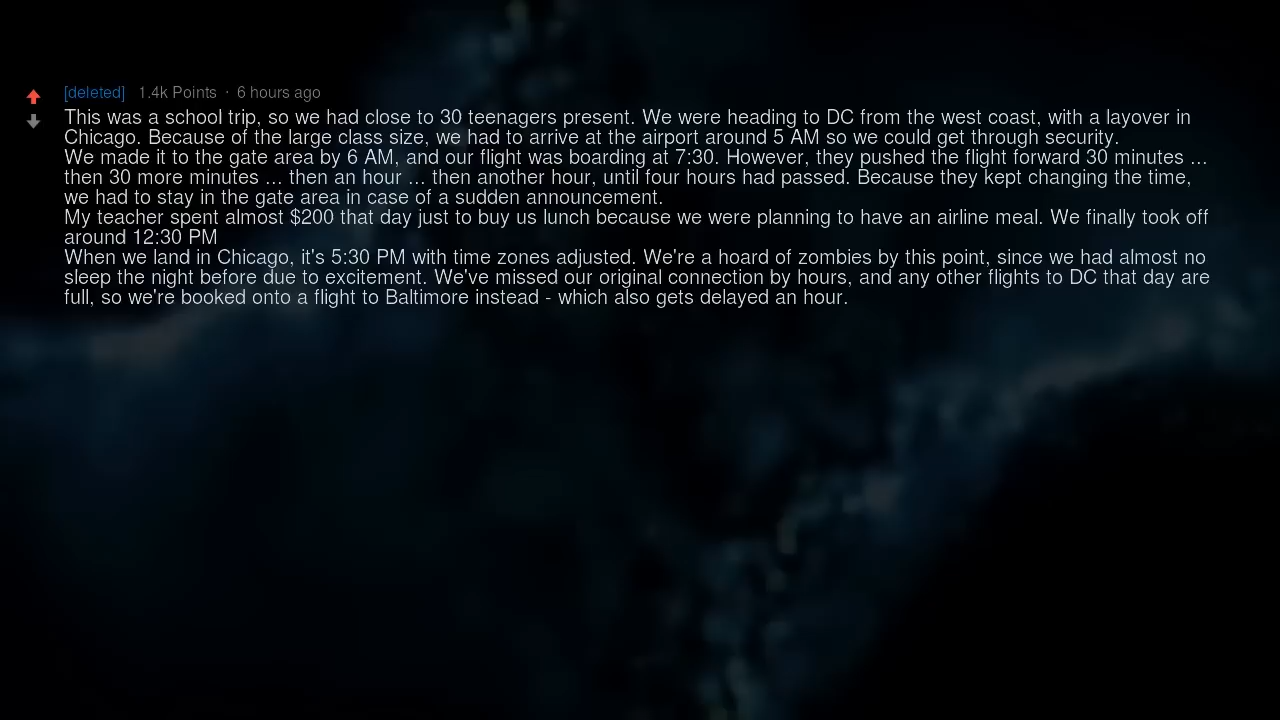 [deleted] 1.4k Points · 6 hours ago
This was a school trip, so we had close to 30 teenagers present. We were heading to DC from the west coast, with a layover in
Chicago. Because of the large class size, we had to arrive at the airport around 5 AM so we could get through security.
We made it to the gate area by 6 AM, and our flight was boarding at 7:30. However, they pushed the flight forward 30 minutes ...
then 30 more minutes ... then an hour ... then another hour, until four hours had passed. Because they kept changing the time,
we had to stay in the gate area in case of a sudden announcement.
My teacher spent almost $200 that day just to buy us lunch because we were planning to have an airline meal. We finally took off
around 12:30 PM
When we land in Chicago, it's 5:30 PM with time zones adjusted. We're a hoard of zombies by this point, since we had almost no
sleep the night before due to excitement. We've missed our original connection by hours, and any other flights to DC that day are
full, so we're booked onto a flight to Baltimore instead - which also gets delayed an hour.